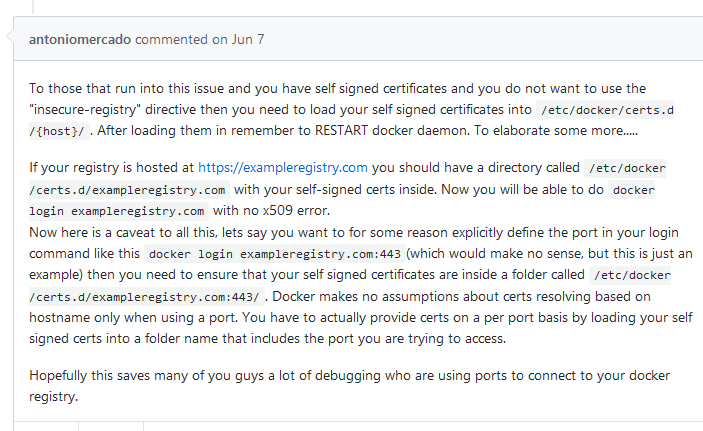 antoniomercado commented on Jun 7
To those that run into this issue and you have self signed certificates and you do not want to use the
"insecure-registry" directive then you need to load your self signed certificates into /etc/docker/certs.d
/{host}/ . After loading them in remember to RESTART docker daemon. To elaborate some more.....
If your registry is hosted at https://exampleregistry.com you should have a directory called /etc/docker
/certs.d/exampleregistry.com with your self-signed certs inside. Now you will be able to do docker
login exampleregistry.com with no x509 error.
Now here is a caveat to all this, lets say you want to for some reason explicitly define the port in your login
command like this docker login exampleregistry.com:443 (which would make no sense, but this is just an
example) then you need to ensure that your self signed certificates are inside a folder called /etc/docker
/certs.d/exampleregistry.com:443/ . Docker makes no assumptions about certs resolving based on
hostname only when using a port. You have to actually provide certs on a per port basis by loading your self
signed certs into a folder name that includes the port you are trying to access.
Hopefully this saves many of you guys a lot of debugging who are using ports to connect to your docker
registry.